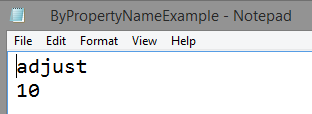 ByPropertyNameExample - Notepad
File Edit Format View Help
adjust
10